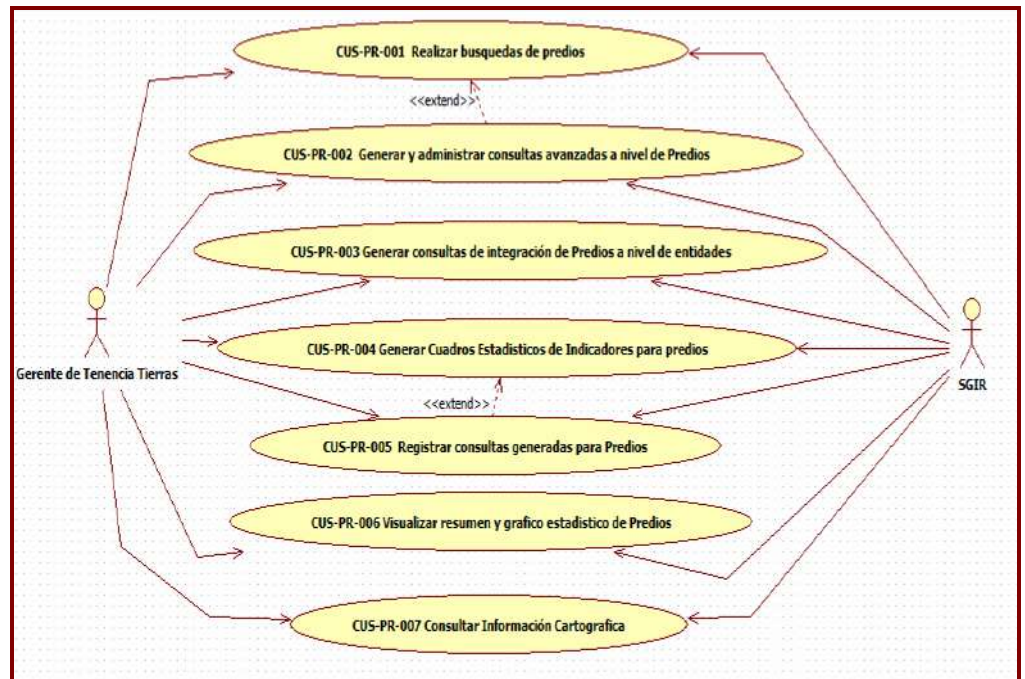 CUS-PR-001 Realizar busquedas de predios
<<extend>>
CUS-PR-002 Generar y administrar consultas avanzadas a nivel de Predios
CUS-PR-003 Generar consultas de integración de Predios a nivel de entidades
CUS-PR-004 Generar Cuadros Estadisticos de Indicadores para predios
Gerente de Tenencia Tierras
SGIR
<<extend>>
CUS-PR-005 Registrar consultas generadas para Predios
CUS-PR-006 Visualizar resumen y grafico estadistico de Predios
CUS-PR-007 Consultar Información Cartografica